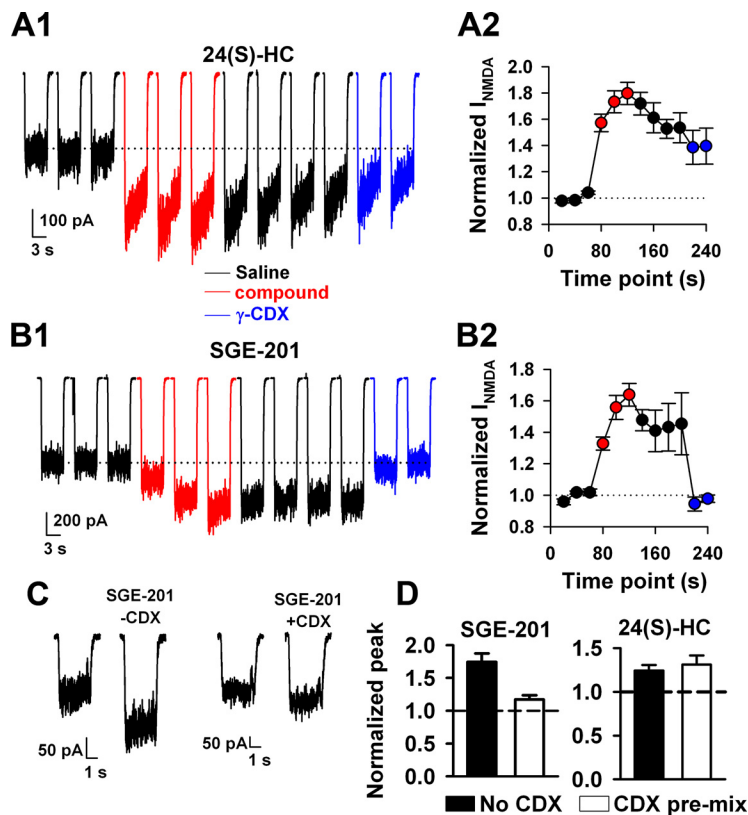 A1
24(S)-HC
100 pA
3 s
Saline
compound
γ-CDX
A2
Normalized I_NMDA
2.0
1.8
1.6
1.4
1.2
1.0
0.8
0 80 160 240
Time point (s)
B1
SGE-201
200 pA
3 s
B2
Normalized I_NMDA
1.8
1.6
1.4
1.2
1.0
0.8
0 80 160 240
Time point (s)
C
SGE-201
-CDX
SGE-201
+CDX
50 pA
1 s
50 pA
1 s
D
SGE-201
Normalized peak
2.0
1.5
1.0
0.5
0.0
24(S)-HC
1.5
1.0
0.5
0.0
No CDX
CDX pre-mix